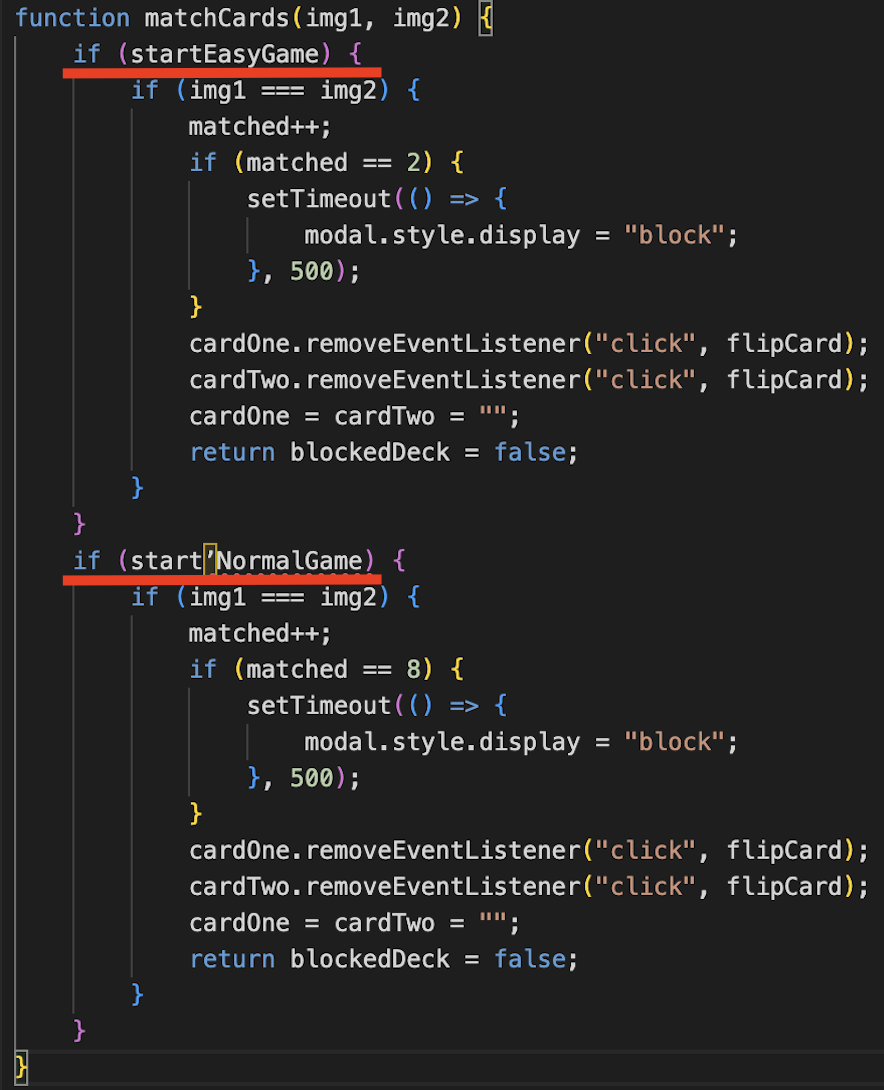 function matchCards(img1, img2) {
if (startEasyGame) {
if (img1 === img2) {
matched++;
if (matched == 2) {
setTimeout(() => {
modal.style.display = "block";
}, 500);
}
cardOne.removeEventListener("click", flipCard);
cardTwo.removeEventListener("click", flipCard);
cardOne = cardTwo = "";
return blockedDeck = false;
}
}
if (start’NormalGame) {
if (img1 === img2) {
matched++;
if (matched == 8) {
setTimeout(() => {
modal.style.display = "block";
}, 500);
}
cardOne.removeEventListener("click", flipCard);
cardTwo.removeEventListener("click", flipCard);
cardOne = cardTwo = "";
return blockedDeck = false;
}
}
}